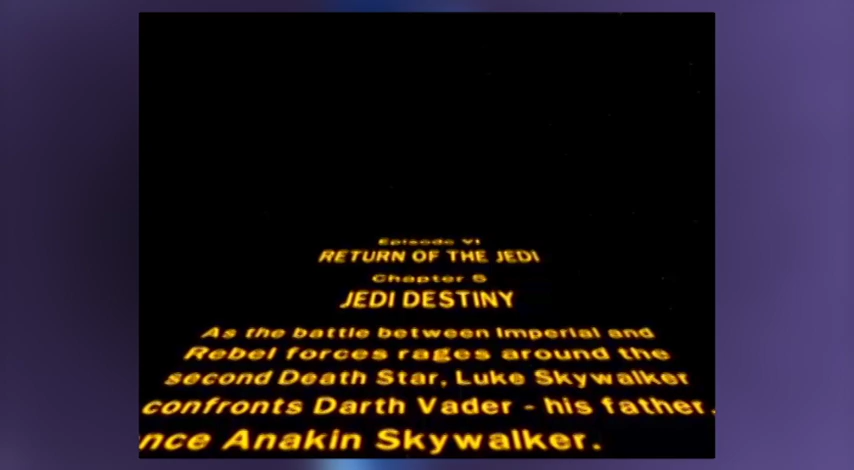 Episode VI
RETURN OF THE JEDI
Chapter 5
JEDI DESTINY
As the battle between Imperial and
Rebel forces rages around the
second Death Star, Luke Skywalker
confronts Darth Vader - his father.
nce Anakin Skywalker.